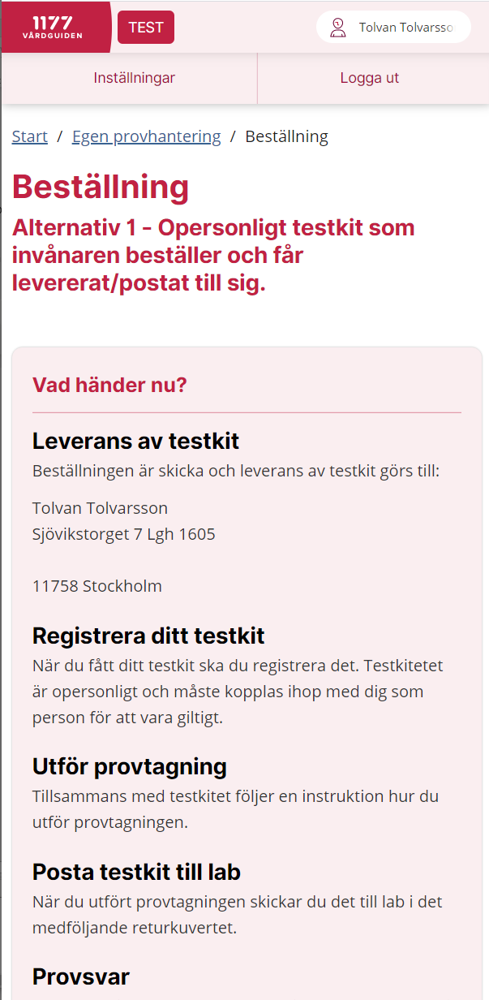 1177
VÅRDGUIDEN
TEST
Tolvan Tolvarsso
Inställningar
Logga ut
Start / Egen provhantering / Beställning
Beställning
Alternativ 1 - Opersonligt testkit som
invånaren beställer och får
levererat/postat till sig.
Vad händer nu?
Leverans av testkit
Beställningen är skicka och leverans av testkit görs till:
Tolvan Tolvarsson
Sjövikstorget 7 Lgh 1605
11758 Stockholm
Registrera ditt testkit
När du fått ditt testkit ska du registrera det. Testkitetet
är opersonligt och måste kopplas ihop med dig som
person för att vara giltigt.
Utför provtagning
Tillsammans med testkitet följer en instruktion hur du
utför provtagningen.
Posta testkit till lab
När du utfört provtagningen skickar du det till lab i det
medföljande returkuvertet.
Provsvar